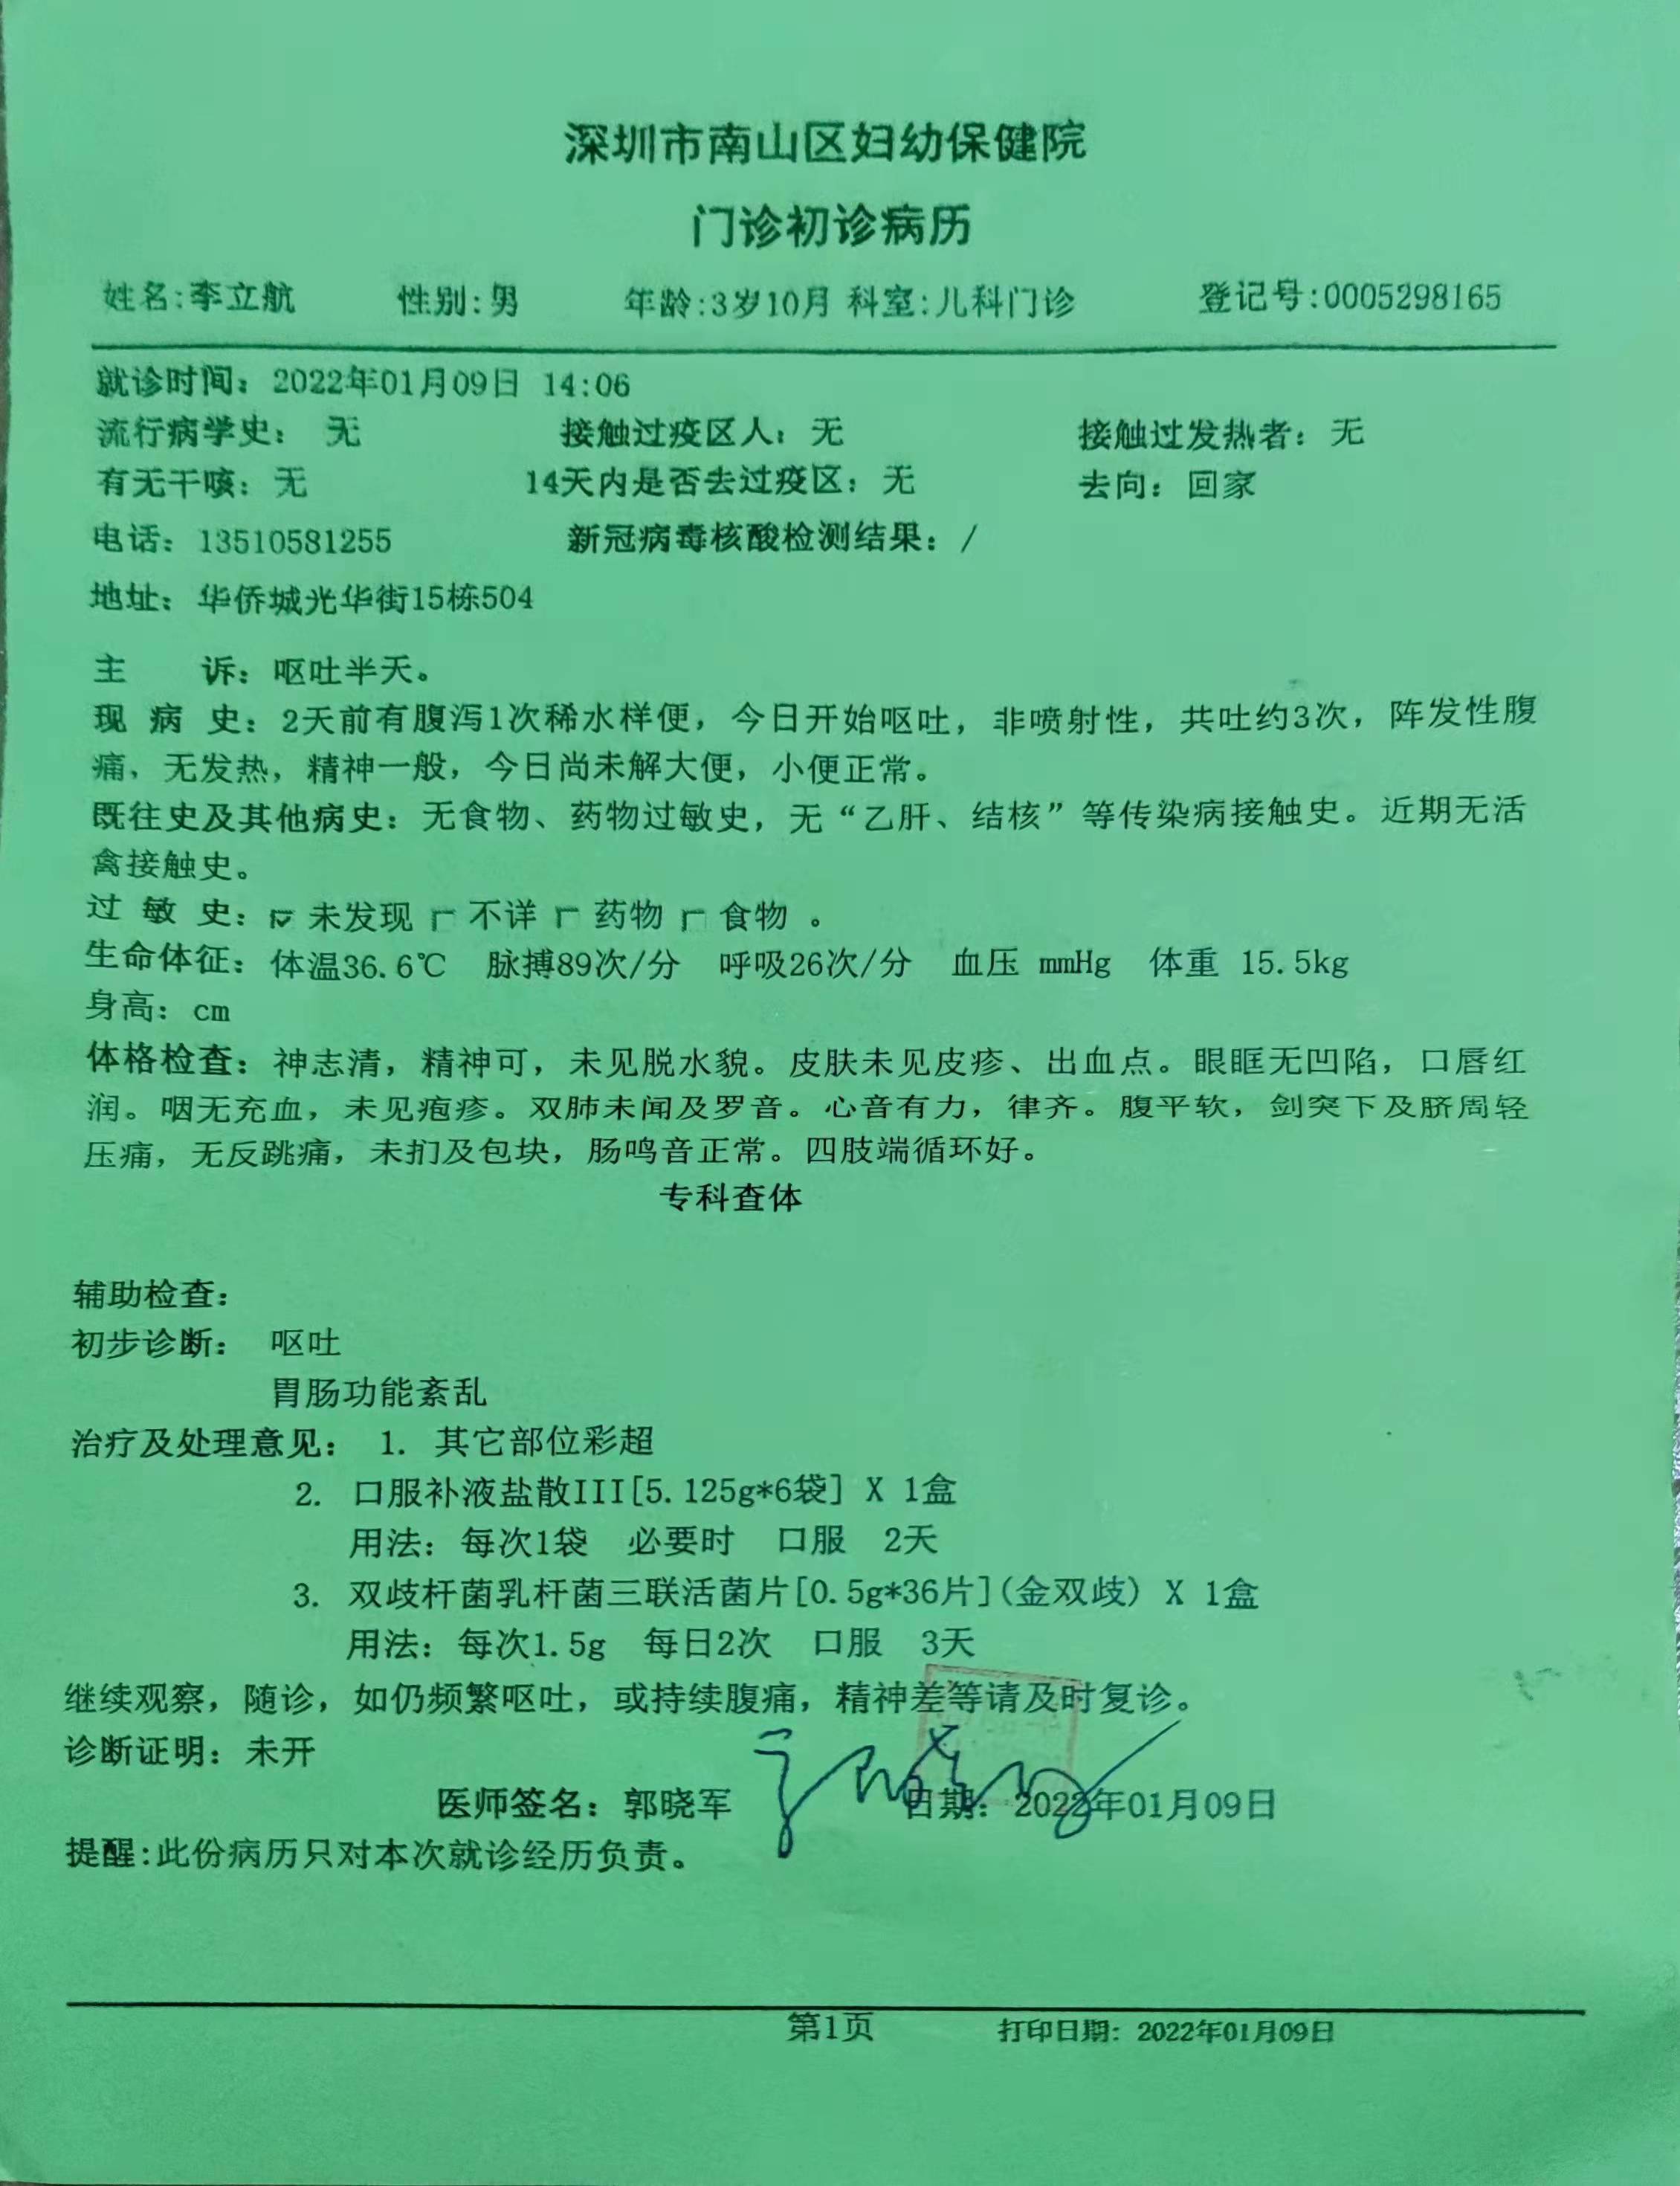 深圳市南山区妇幼保健院
门诊初诊病历
姓名:李立航 性别:男 年龄:3岁10月 科室:儿科门诊 登记号:0005298165
就诊时间: 2022年01月09日 14:06
流行病学史: 无 接触过疫区人: 无 接触过发热者: 无
有无干咳: 无 14天内是否去过疫区: 无 去向: 回家
电话: 13510581255 新冠病毒核酸检测结果: /
地址: 华侨城光华街15栋504
主 诉: 呕吐半天。
现 病 史: 2天前有腹泻1次稀水样便, 今日开始呕吐, 非喷射性, 共吐约3次, 阵发性腹
痛, 无发热, 精神一般, 今日尚未解大便, 小便正常。
既往史及其他病史: 无食物、药物过敏史, 无“乙肝、结核”等传染病接触史。近期无活
禽接触史。
过 敏 史: ☑ 未发现 □ 不详 □ 药物 □ 食物 。
生命体征: 体温36.6℃ 脉搏89次/分 呼吸26次/分 血压 mmHg 体重 15.5kg
身高: cm
体格检查: 神志清, 精神可, 未见脱水貌。皮肤未见皮疹、出血点。眼眶无凹陷, 口唇红
润。咽无充血, 未见疱疹。双肺未闻及罗音。心音有力, 律齐。腹平软, 剑突下及脐周轻
压痛, 无反跳痛, 未扪及包块, 肠鸣音正常。四肢端循环好。
专科查体
辅助检查:
初步诊断: 呕吐
胃肠功能紊乱
治疗及处理意见: 1. 其它部位彩超
2. 口服补液盐散III[5.125g*6袋] X 1盒
用法: 每次1袋 必要时 口服 2天
3. 双歧杆菌乳杆菌三联活菌片[0.5g*36片](金双歧) X 1盒
用法: 每次1.5g 每日2次 口服 3天
继续观察, 随诊, 如仍频繁呕吐, 或持续腹痛, 精神差等请及时复诊。
诊断证明: 未开
医师签名: 郭晓军 日期: 2022年01月09日
提醒:此份病历只对本次就诊经历负责。
第1页 打印日期: 2022年01月09日